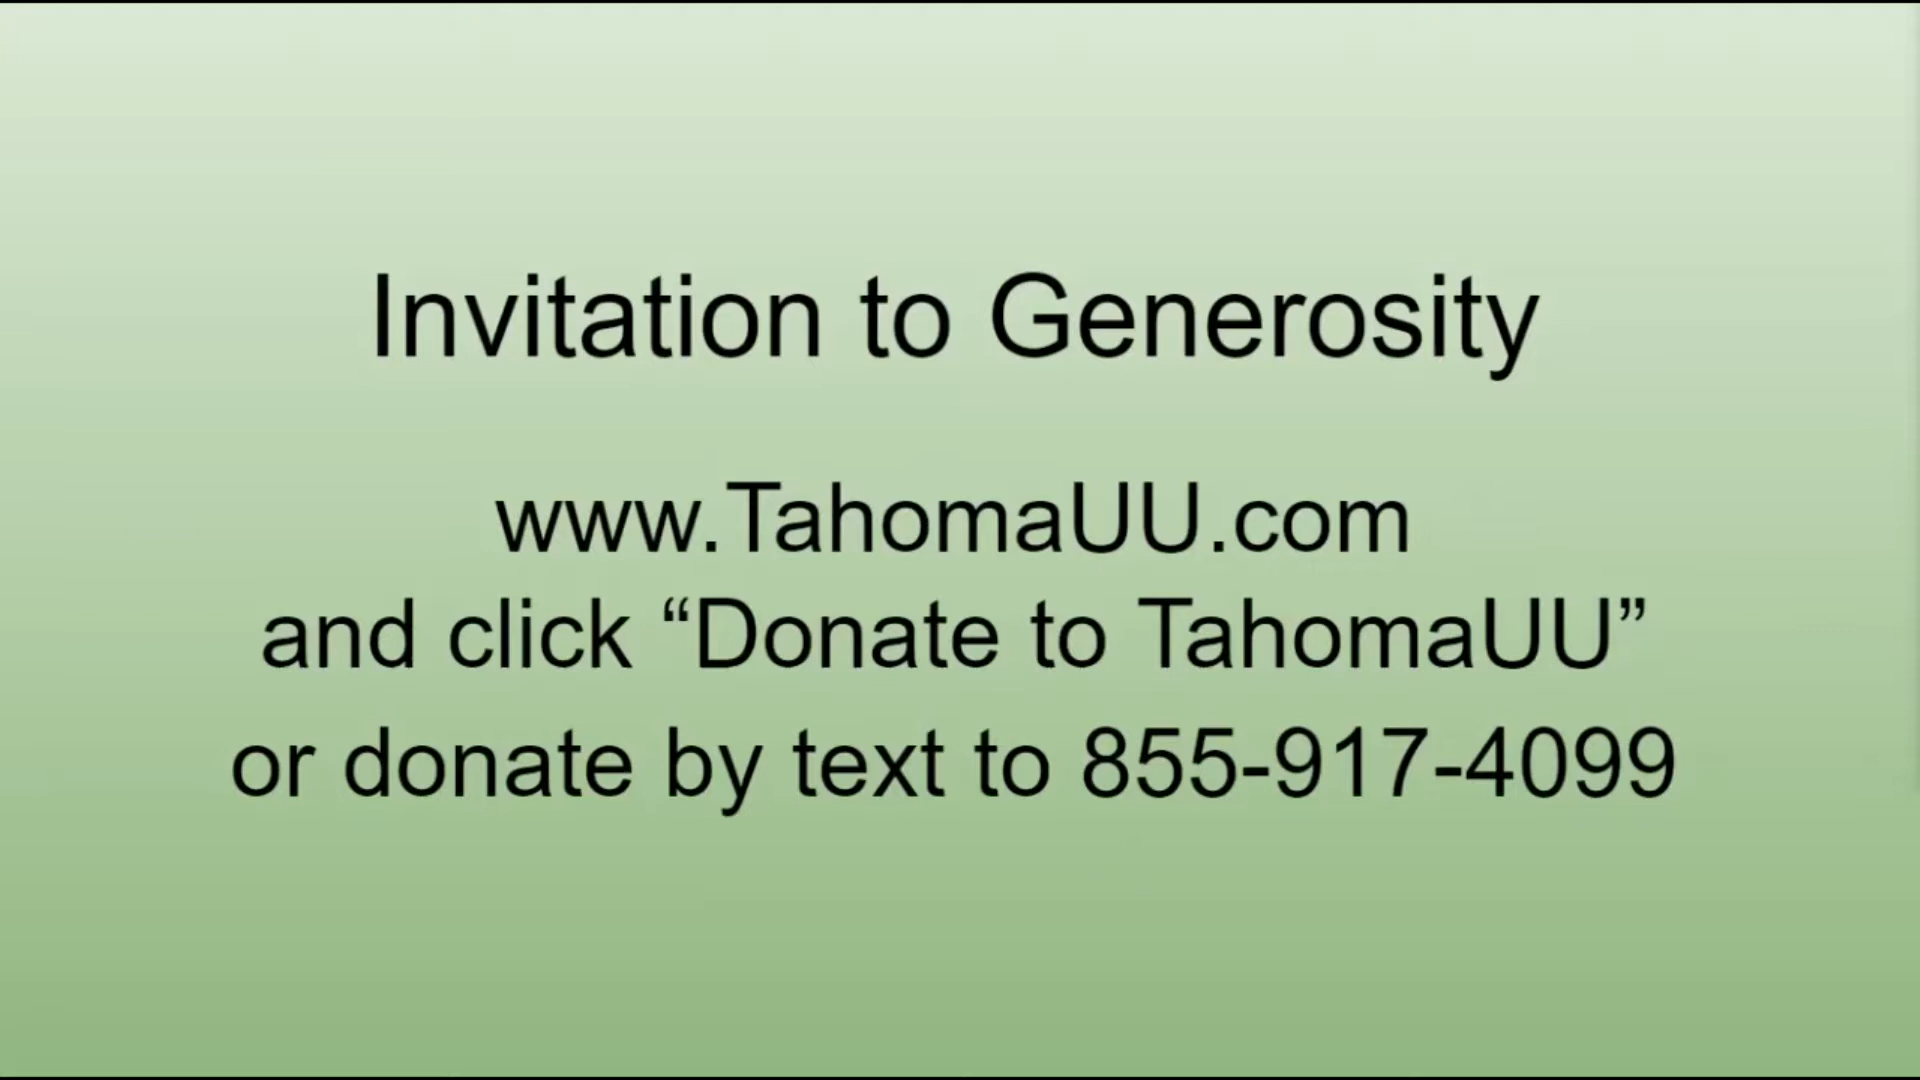 Invitation to Generosity
www.TahomaUU.com
and click “Donate to TahomaUU”
or donate by text to 855-917-4099